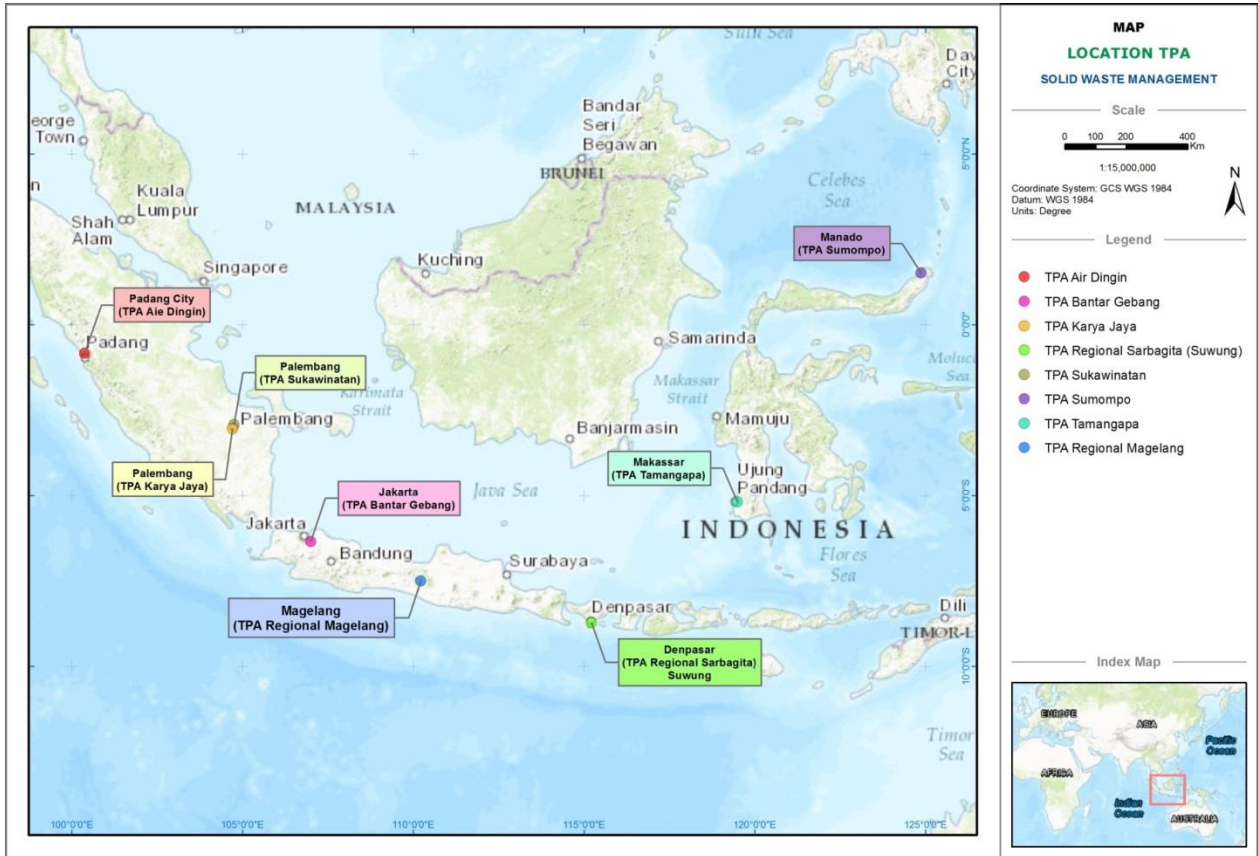 MAP
LOCATION TPA
SOLID WASTE MANAGEMENT
Scale
0 100 200 400
Km
1:15,000,000
Coordinate System: GCS WGS 1984
Datum: WGS 1984
Units: Degree
N
Legend
TPA Air Dingin
TPA Bantar Gebang
TPA Karya Jaya
TPA Regional Sarbagita (Suwung)
TPA Sukawinatan
TPA Sumompo
TPA Tamangapa
TPA Regional Magelang
Index Map
EUROPE
ASIA
Pacific
Ocean
AFRICA
Indian
Ocean
AUSTRALIA
Sulu Sea
Dav
City
eorge
Town
Bandar
Seri
Begawan
BRUNEI
5°0'0"N
n
Kuala
Lumpur
Shah
Alam
MALAYSIA
Celebes
Sea
Manado
(TPA Sumompo)
Kuching
Singapore
Padang City
(TPA Aie Dingin)
Padang
0°0'0"
Samarinda
Moluc
Sea
Palembang
(TPA Sukawinatan)
Karimata
Strait
Makassar
Strait
Palembang
Banjarmasin
Mamuju
Palembang
(TPA Karya Jaya)
Makassar
(TPA Tamangapa)
Ujung
Pandang
Jakarta
(TPA Bantar Gebang)
Java Sea
5°0'0"S
Jakarta
INDONESIA
Bandung
Surabaya
Flores
Sea
Magelang
(TPA Regional Magelang)
Denpasar
Dili
TIMOR-L
Denpasar
(TPA Regional Sarbagita)
Suwung
10°0'0"S
Timor
Sea
100°0'0"E 105°0'0"E 110°0'0"E 115°0'0"E 120°0'0"E 125°0'0"E